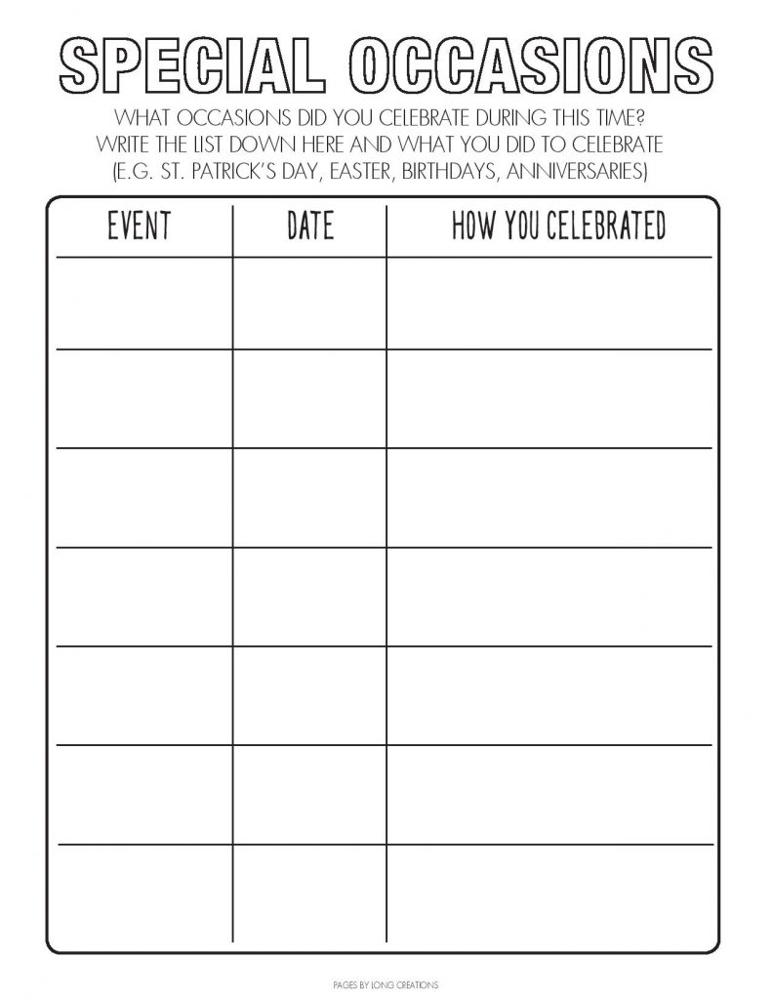 SPECIAL OCCASIONS
WHAT OCCASIONS DID YOU CELEBRATE DURING THIS TIME?
WRITE THE LIST DOWN HERE AND WHAT YOU DID TO CELEBRATE
(E.G. ST. PATRICK'S DAY, EASTER, BIRTHDAYS, ANNIVERSARIES)
EVENT DATE HOW YOU CELEBRATED
PAGES BY LONG CREATIONS